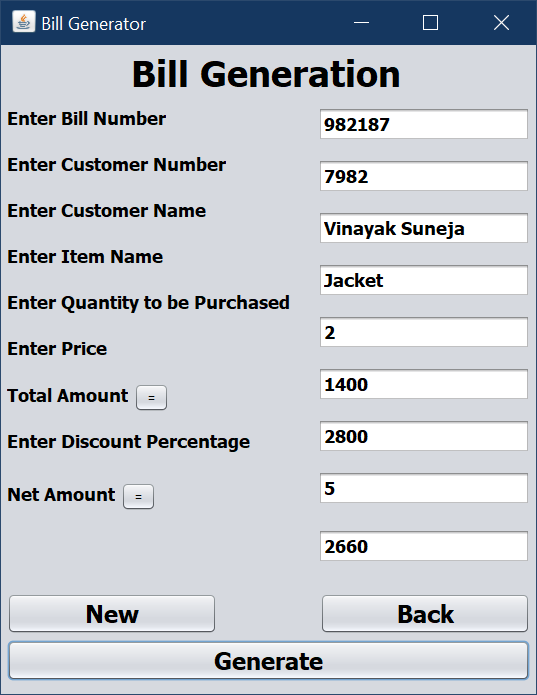 Bill Generator
Bill Generation
Enter Bill Number
982187
Enter Customer Number
7982
Enter Customer Name
Vinayak Suneja
Enter Item Name
Jacket
Enter Quantity to be Purchased
2
Enter Price
1400
Total Amount =
2800
Enter Discount Percentage
5
Net Amount =
2660
New
Back
Generate